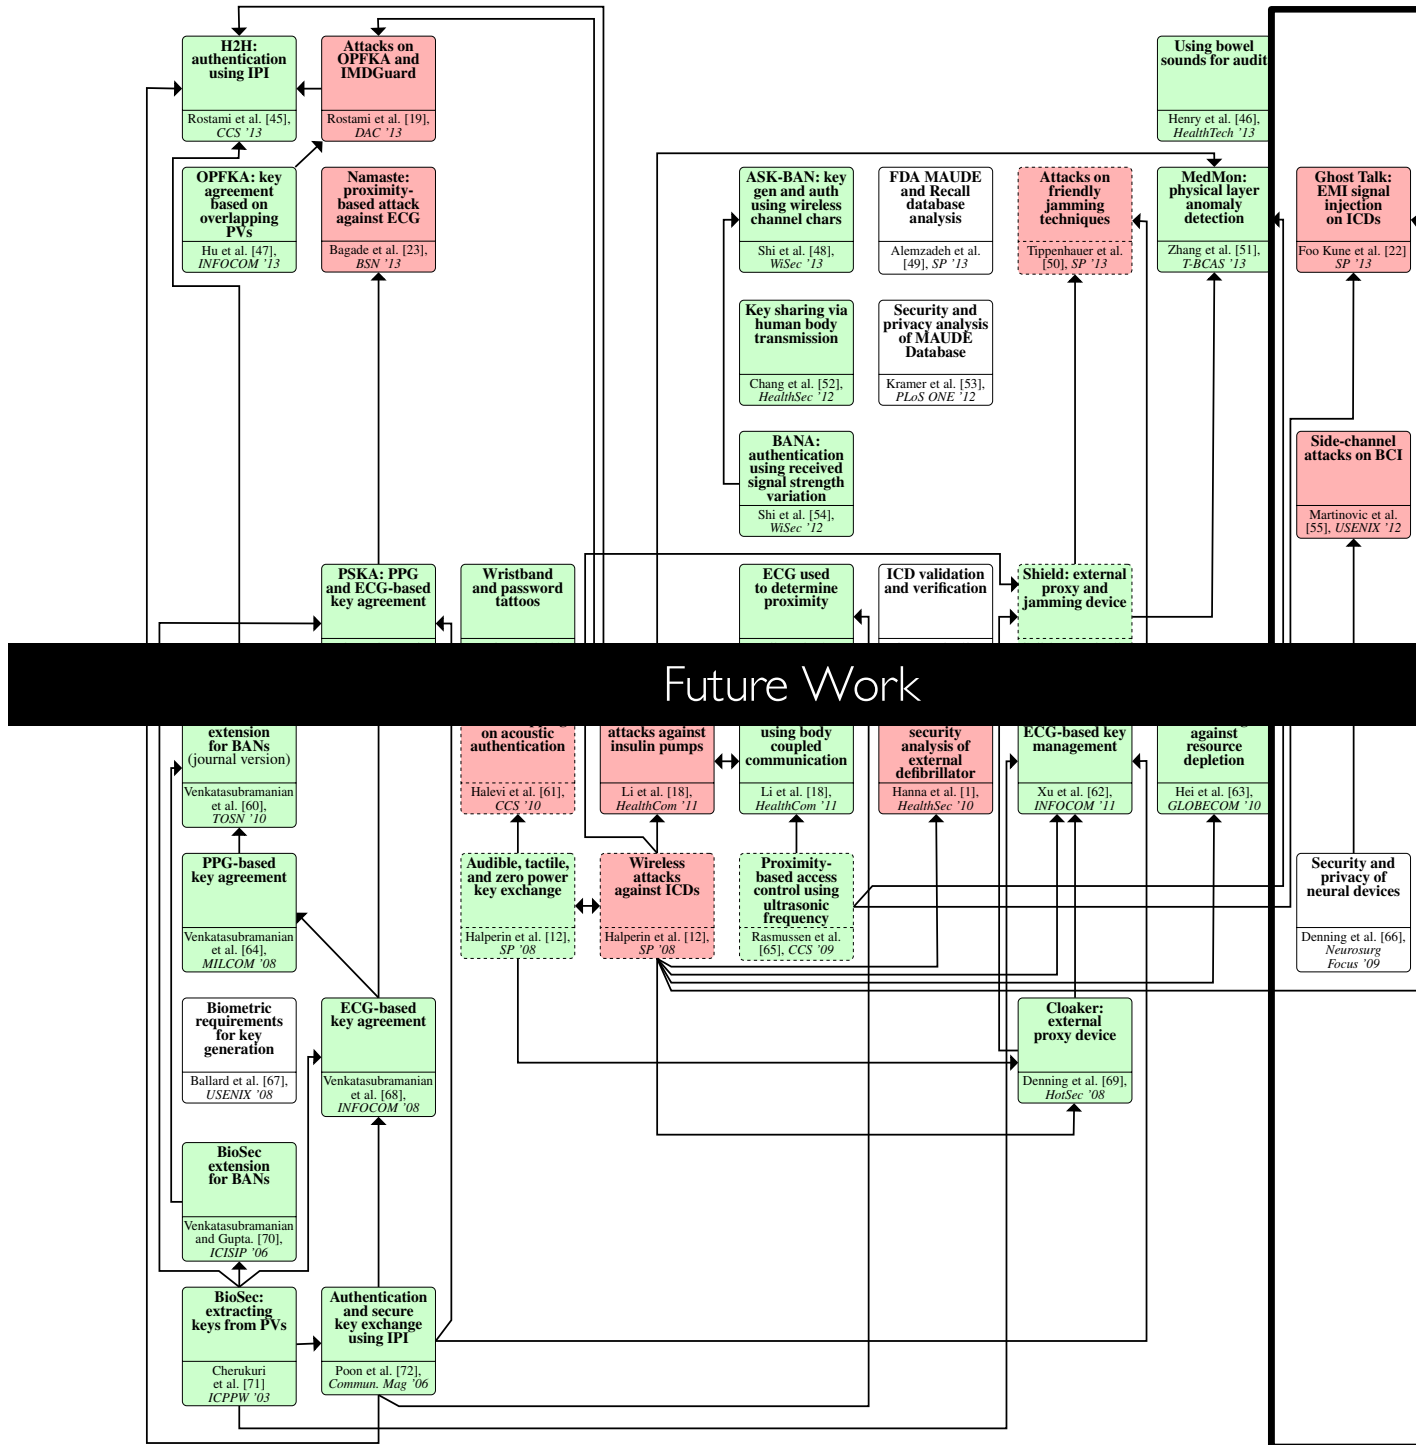 H2H:
authentication
using IPI
Rostami et al. [45],
CCS '13
Attacks on
OPFKA and
IMDGuard
Rostami et al. [19],
DAC '13
Using bowel
sounds for audit
Henry et al. [46],
HealthTech '13
OPFKA: key
agreement
based on
overlapping
PVs
Hu et al. [47],
INFOCOM '13
Namaste:
proximity-
based attack
against ECG
Bagade et al. [23],
BSN '13
ASK-BAN: key
gen and auth
using wireless
channel chars
Shi et al. [48],
WiSec '13
FDA MAUDE
and Recall
database
analysis
Alemzadeh et al.
[49], SP '13
Attacks on
friendly
jamming
techniques
Tippenhauer et al.
[50], SP '13
MedMon:
physical layer
anomaly
detection
Zhang et al. [51],
T-BCAS '13
Ghost Talk:
EMI signal
injection
on ICDs
Foo Kune et al. [22]
SP '13
Key sharing via
human body
transmission
Chang et al. [52],
HealthSec '12
Security and
privacy analysis
of MAUDE
Database
Kramer et al. [53],
PLoS ONE '12
BANA:
authentication
using received
signal strength
variation
Shi et al. [54],
WiSec '12
Side-channel
attacks on BCI
Martinovic et al.
[55], USENIX '12
PSKA: PPG
and ECG-based
key agreement
Wristband
and password
tattoos
ECG used
to determine
proximity
ICD validation
and verification
Shield: external
proxy and
jamming device
Future Work
extension
for BANs
(journal version)
Venkatasubramanian
et al. [60],
TOSN '10
on acoustic
authentication
Halevi et al. [61],
CCS '10
attacks against
insulin pumps
Li et al. [18],
HealthCom '11
using body
coupled
communication
Li et al. [18],
HealthCom '11
security
analysis of
external
defibrillator
Hanna et al. [1],
HealthSec '10
ECG-based key
management
Xu et al. [62],
INFOCOM '11
against
resource
depletion
Hei et al. [63],
GLOBECOM '10
PPG-based
key agreement
Venkatasubramanian
et al. [64],
MILCOM '08
Audible, tactile,
and zero power
key exchange
Halperin et al. [12],
SP '08
Wireless
attacks
against ICDs
Halperin et al. [12],
SP '08
Proximity-
based access
control using
ultrasonic
frequency
Rasmussen et al.
[65], CCS '09
Security and
privacy of
neural devices
Denning et al. [66],
Neurosurg
Focus '09
Biometric
requirements
for key
generation
Ballard et al. [67],
USENIX '08
ECG-based
key agreement
Venkatasubramanian
et al. [68],
INFOCOM '08
Cloaker:
external
proxy device
Denning et al. [69],
HotSec '08
BioSec
extension
for BANs
Venkatasubramanian
and Gupta. [70],
ICISIP '06
BioSec:
extracting
keys from PVs
Cherukuri
et al. [71]
ICPPW '03
Authentication
and secure
key exchange
using IPI
Poon et al. [72],
Commun. Mag '06